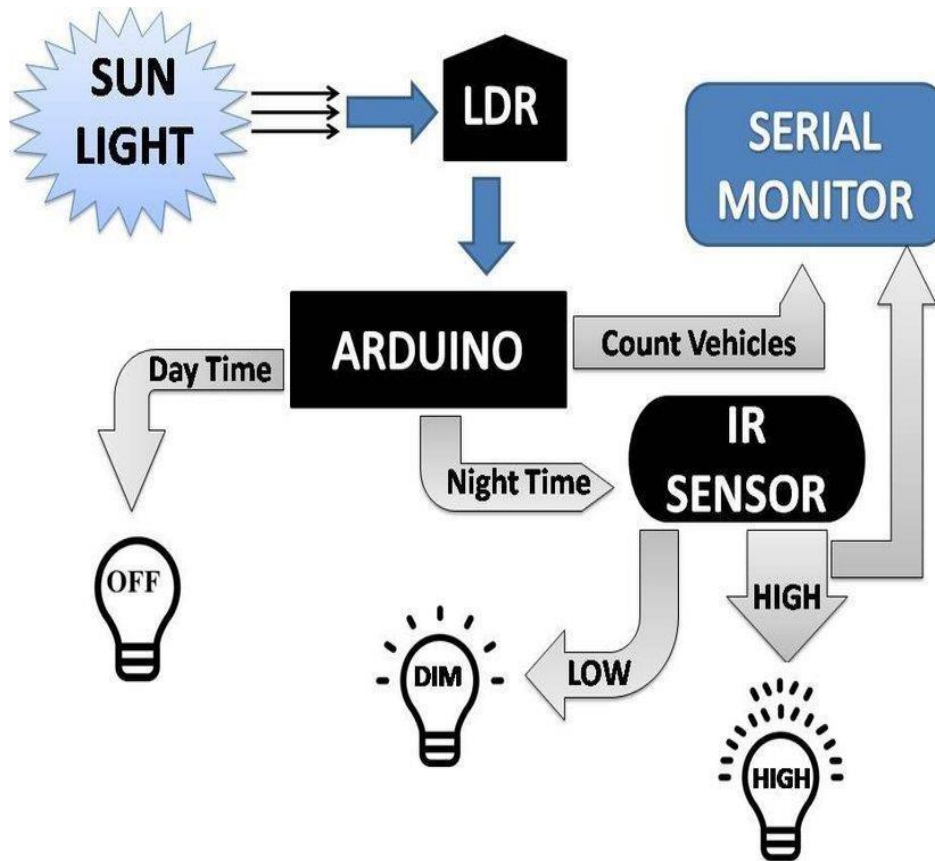 SUN
LIGHT
LDR
SERIAL
MONITOR
ARDUINO
Count Vehicles
Day Time
IR
SENSOR
Night Time
OFF
HIGH
LOW
DIM
HIGH